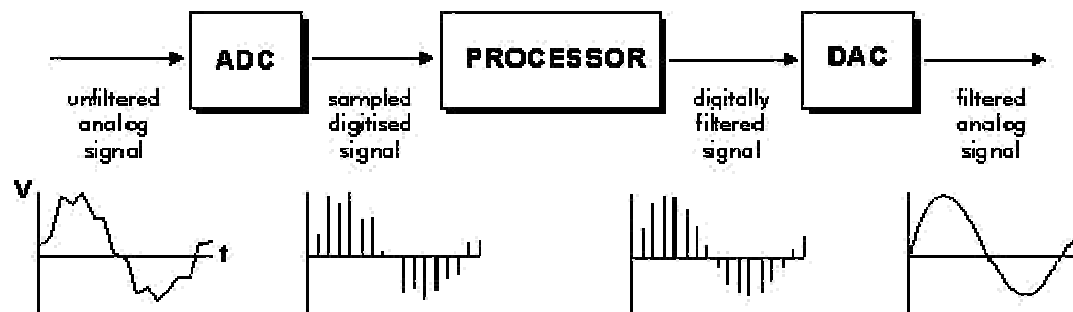 ADC
PROCESSOR
DAC
unfiltered
analog
signal
sampled
digitised
signal
digitally
filtered
signal
filtered
analog
signal
V
t